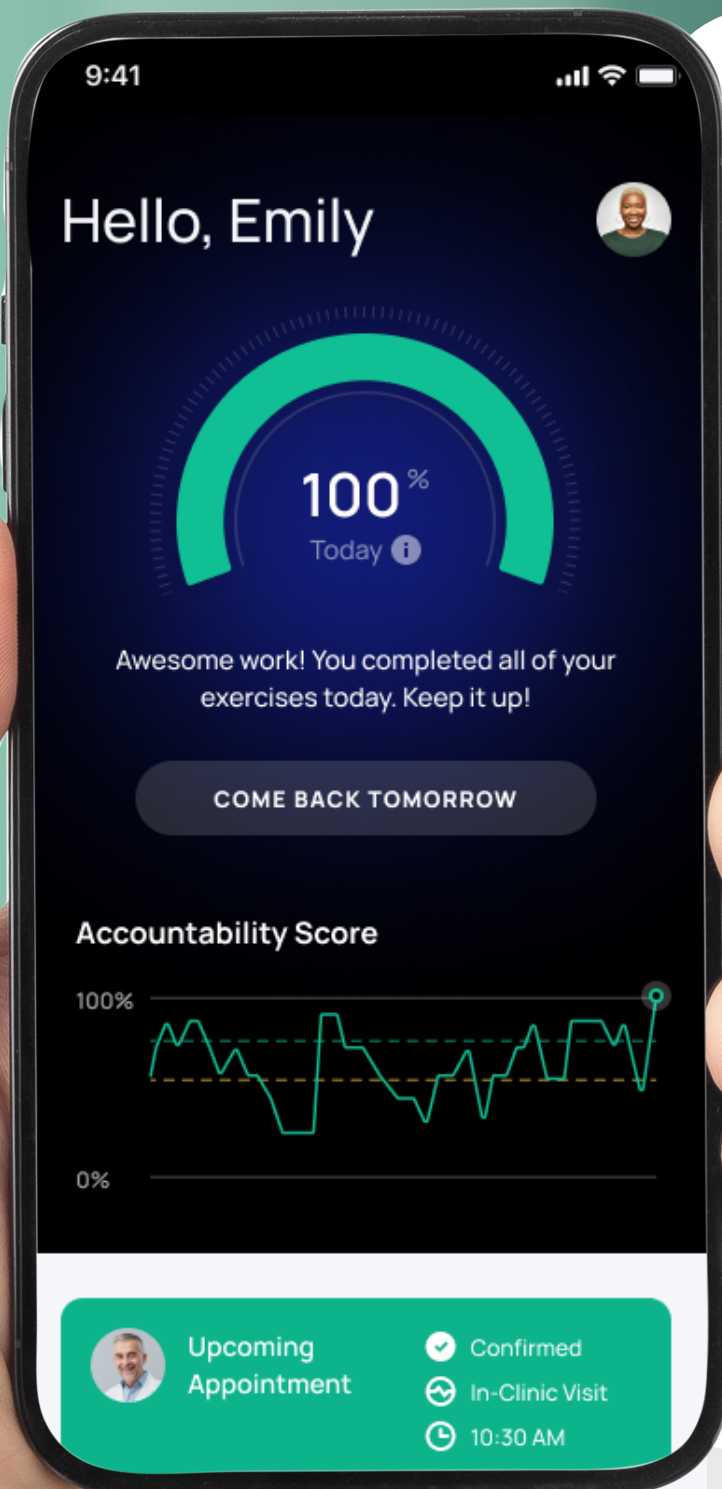 9:41
Hello, Emily
100%
Today
Awesome work! You completed all of your
exercises today. Keep it up!
COME BACK TOMORROW
Accountability Score
100%
0%
Upcoming
Appointment
Confirmed
In-Clinic Visit
10:30 AM